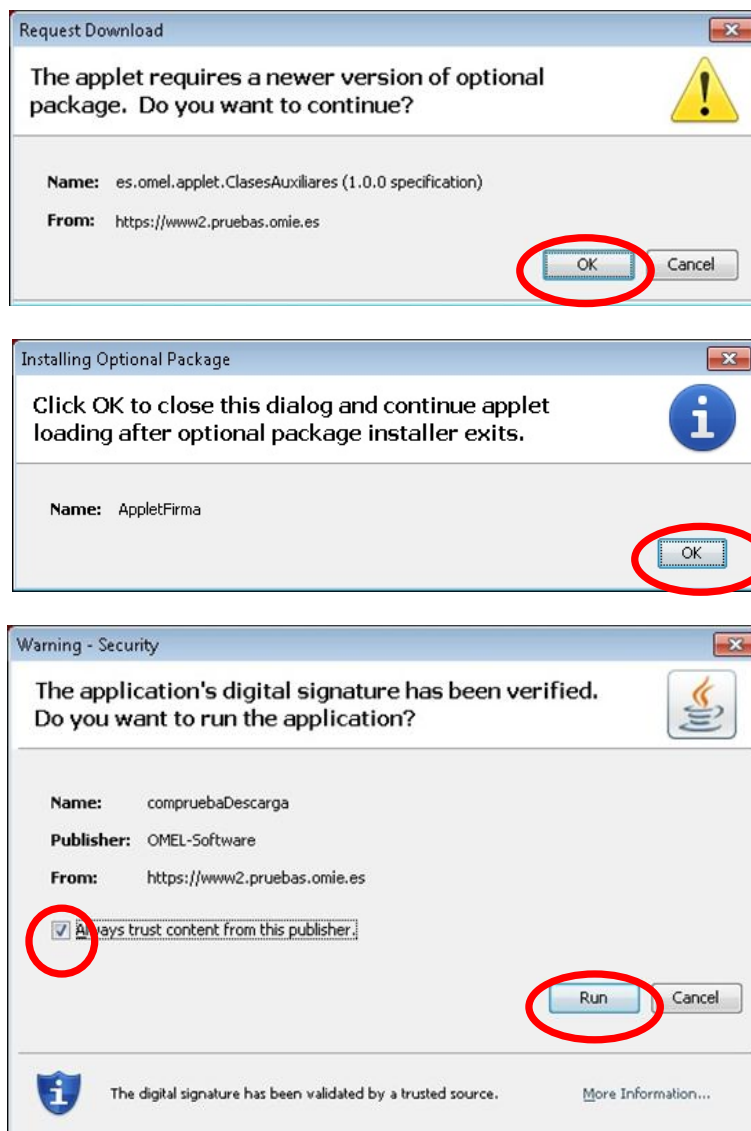 Request Download
The applet requires a newer version of optional
package. Do you want to continue?
Name: es.omel.applet.ClasesAuxiliares (1.0.0 specification)
From: https://www2.pruebas.omie.es
OK Cancel
Installing Optional Package
Click OK to close this dialog and continue applet
loading after optional package installer exits.
Name: AppletFirma
OK
Warning - Security
The application's digital signature has been verified.
Do you want to run the application?
Name: compruebaDescarga
Publisher: OMEL-Software
From: https://www2.pruebas.omie.es
Always trust content from this publisher.
Run Cancel
The digital signature has been validated by a trusted source. More Information...